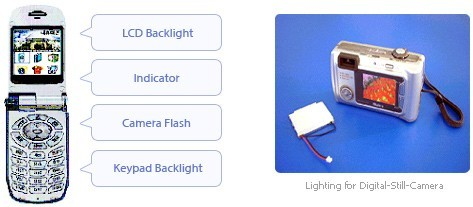 LCD Backlight
Indicator
Camera Flash
Keypad Backlight
Lighting for Digital-Still-Camera